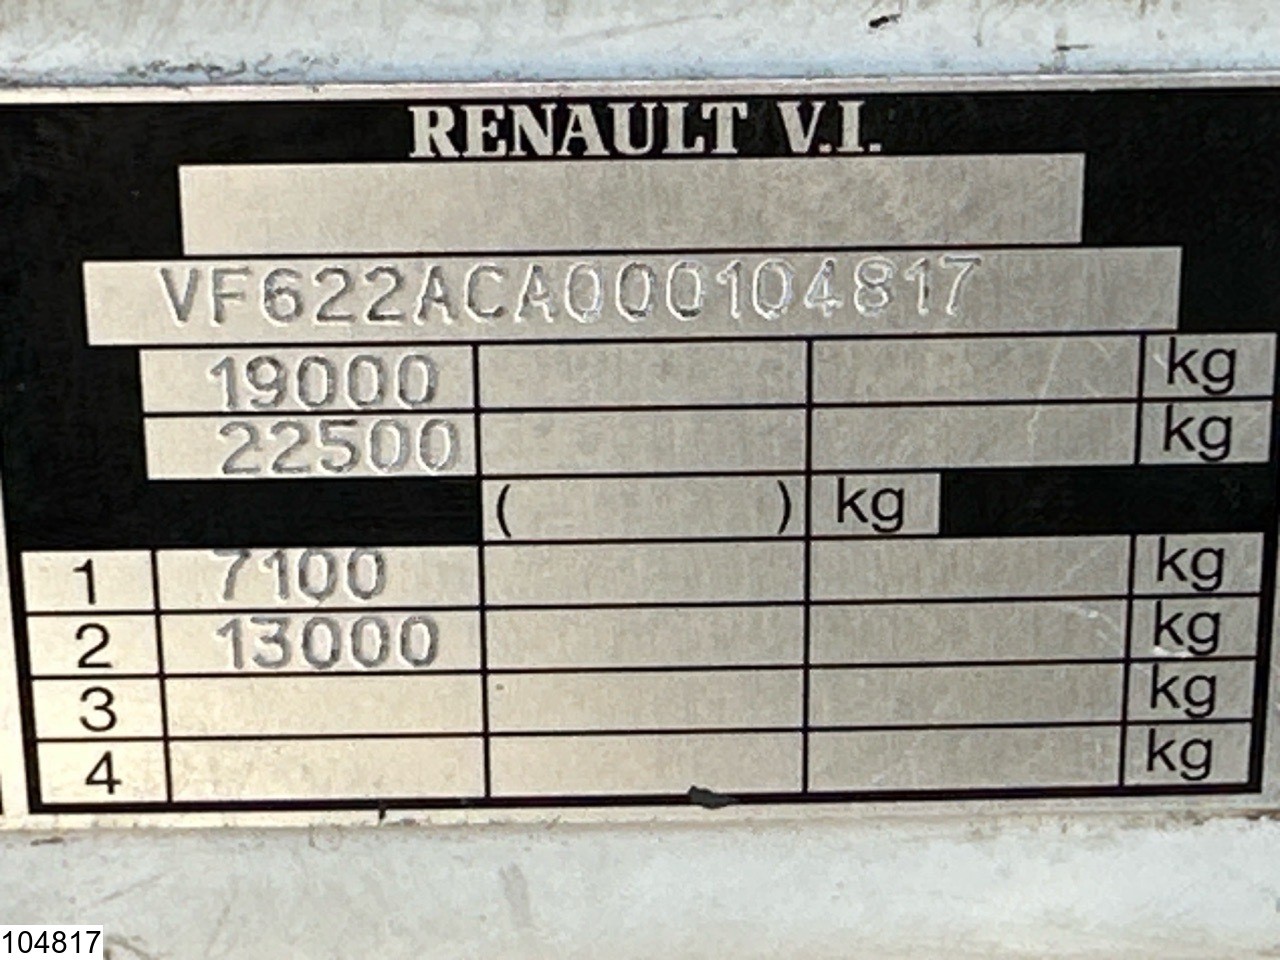 RENAULT V.I.
VF622ACA000104817
19000 kg
22500 kg
( ) kg
1 7100 kg
2 13000 kg
3 kg
4 kg
104817